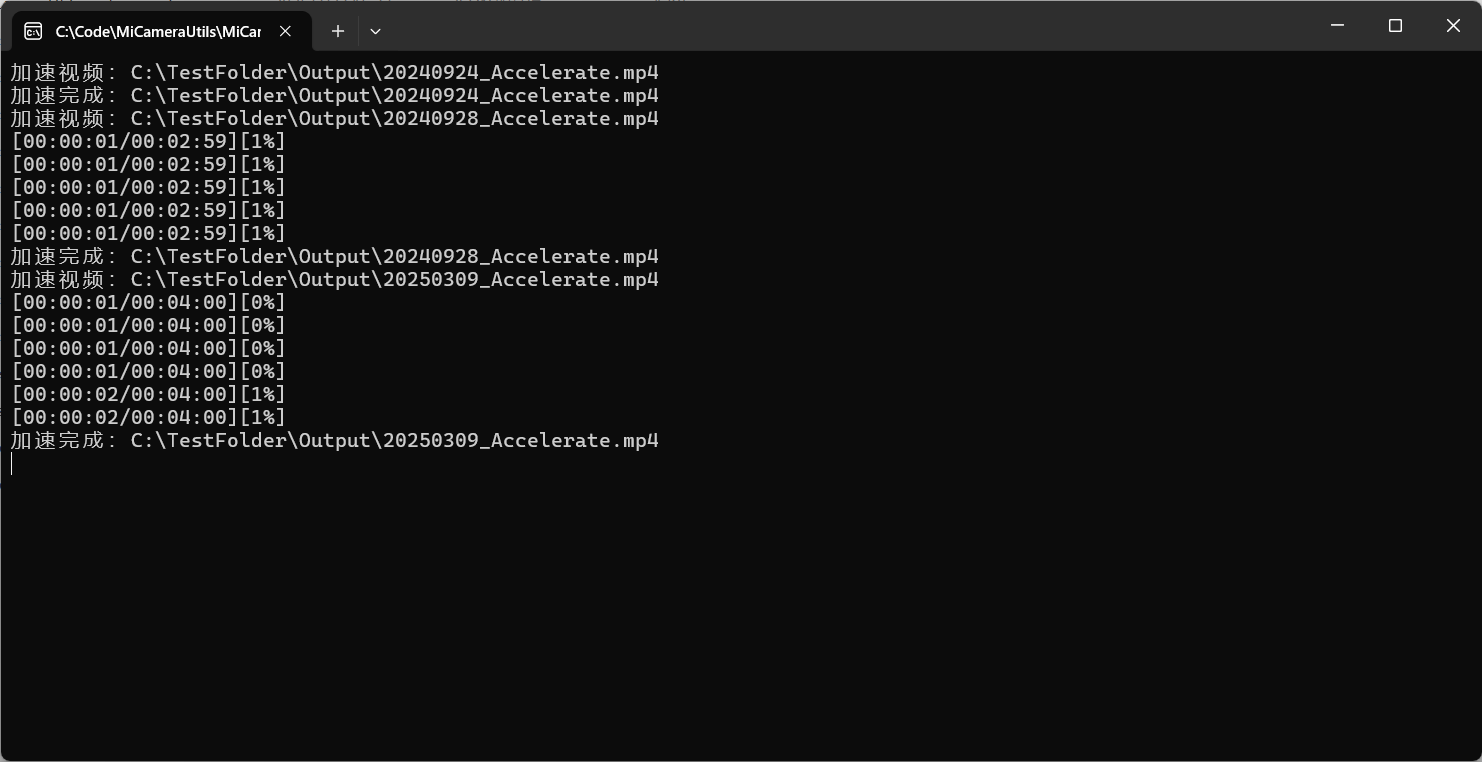 C:\Code\MiCameraUtils\MiCar
加速视频: C:\TestFolder\Output\20240924_Accelerate.mp4
加速完成: C:\TestFolder\Output\20240924_Accelerate.mp4
加速视频: C:\TestFolder\Output\20240928_Accelerate.mp4
[00:00:01/00:02:59][1%]
[00:00:01/00:02:59][1%]
[00:00:01/00:02:59][1%]
[00:00:01/00:02:59][1%]
[00:00:01/00:02:59][1%]
加速完成: C:\TestFolder\Output\20240928_Accelerate.mp4
加速视频: C:\TestFolder\Output\20250309_Accelerate.mp4
[00:00:01/00:04:00][0%]
[00:00:01/00:04:00][0%]
[00:00:01/00:04:00][0%]
[00:00:01/00:04:00][0%]
[00:00:02/00:04:00][1%]
[00:00:02/00:04:00][1%]
加速完成: C:\TestFolder\Output\20250309_Accelerate.mp4